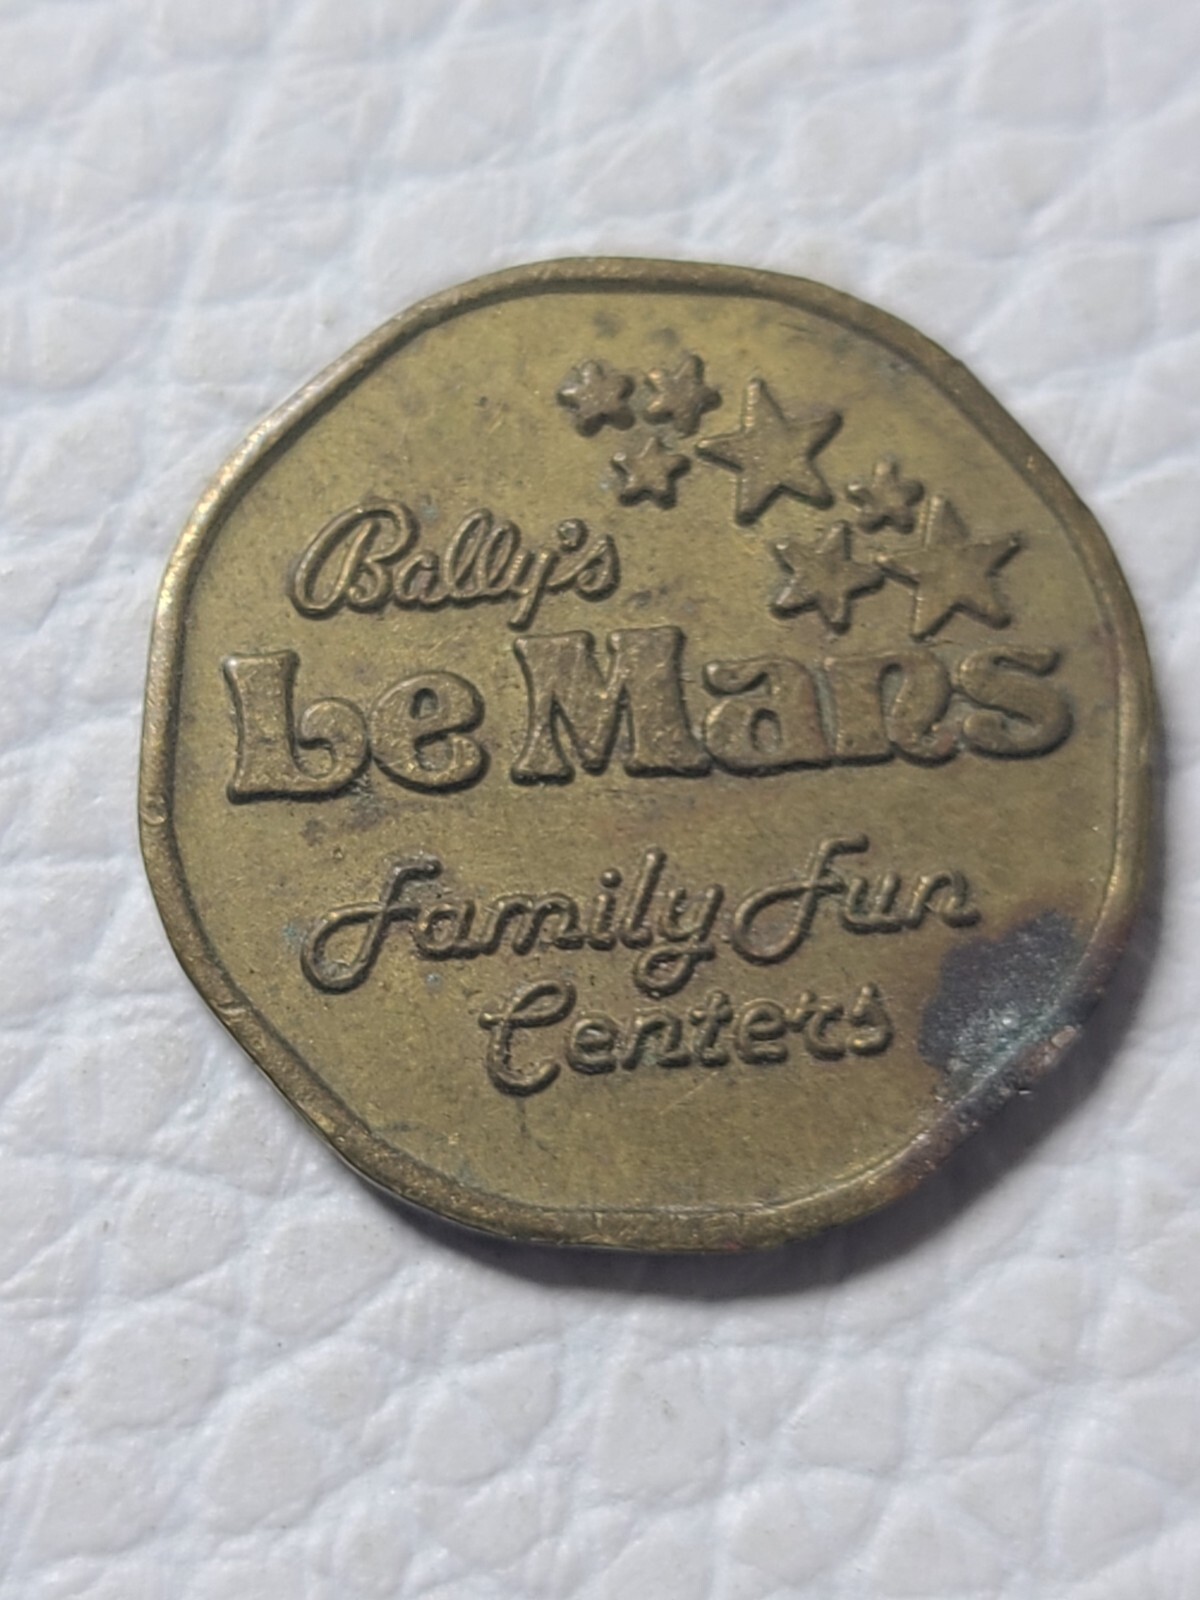 Bally's
Le Mans
Family Fun
Centers